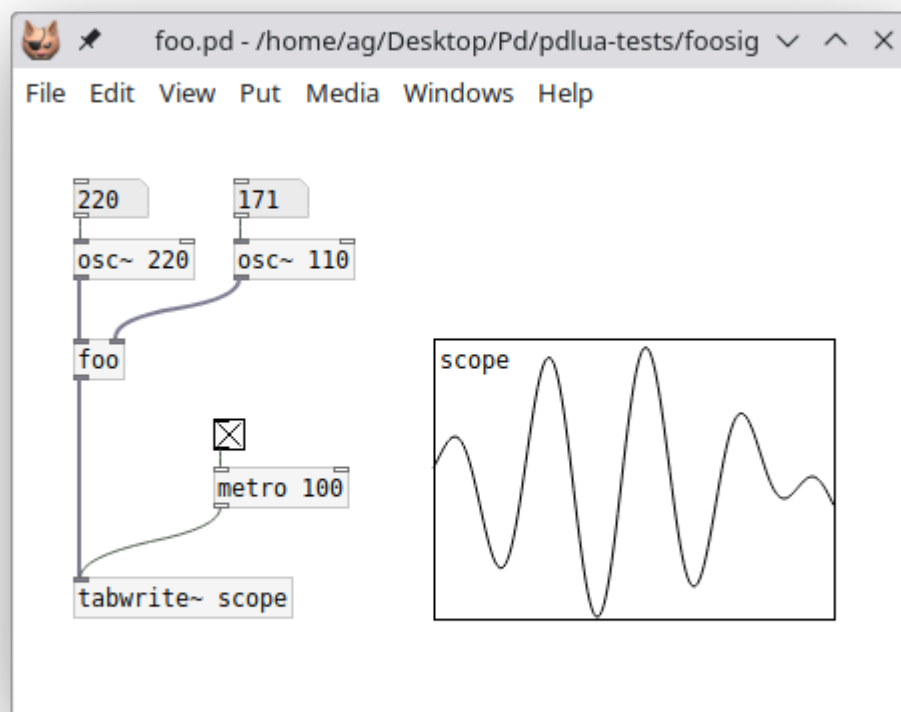 foo.pd - /home/ag/Desktop/Pd/pdlua-tests/foosig
File Edit View Put Media Windows Help
220 171
osc~ 220 osc~ 110
foo
scope
metro 100
tabwrite~ scope